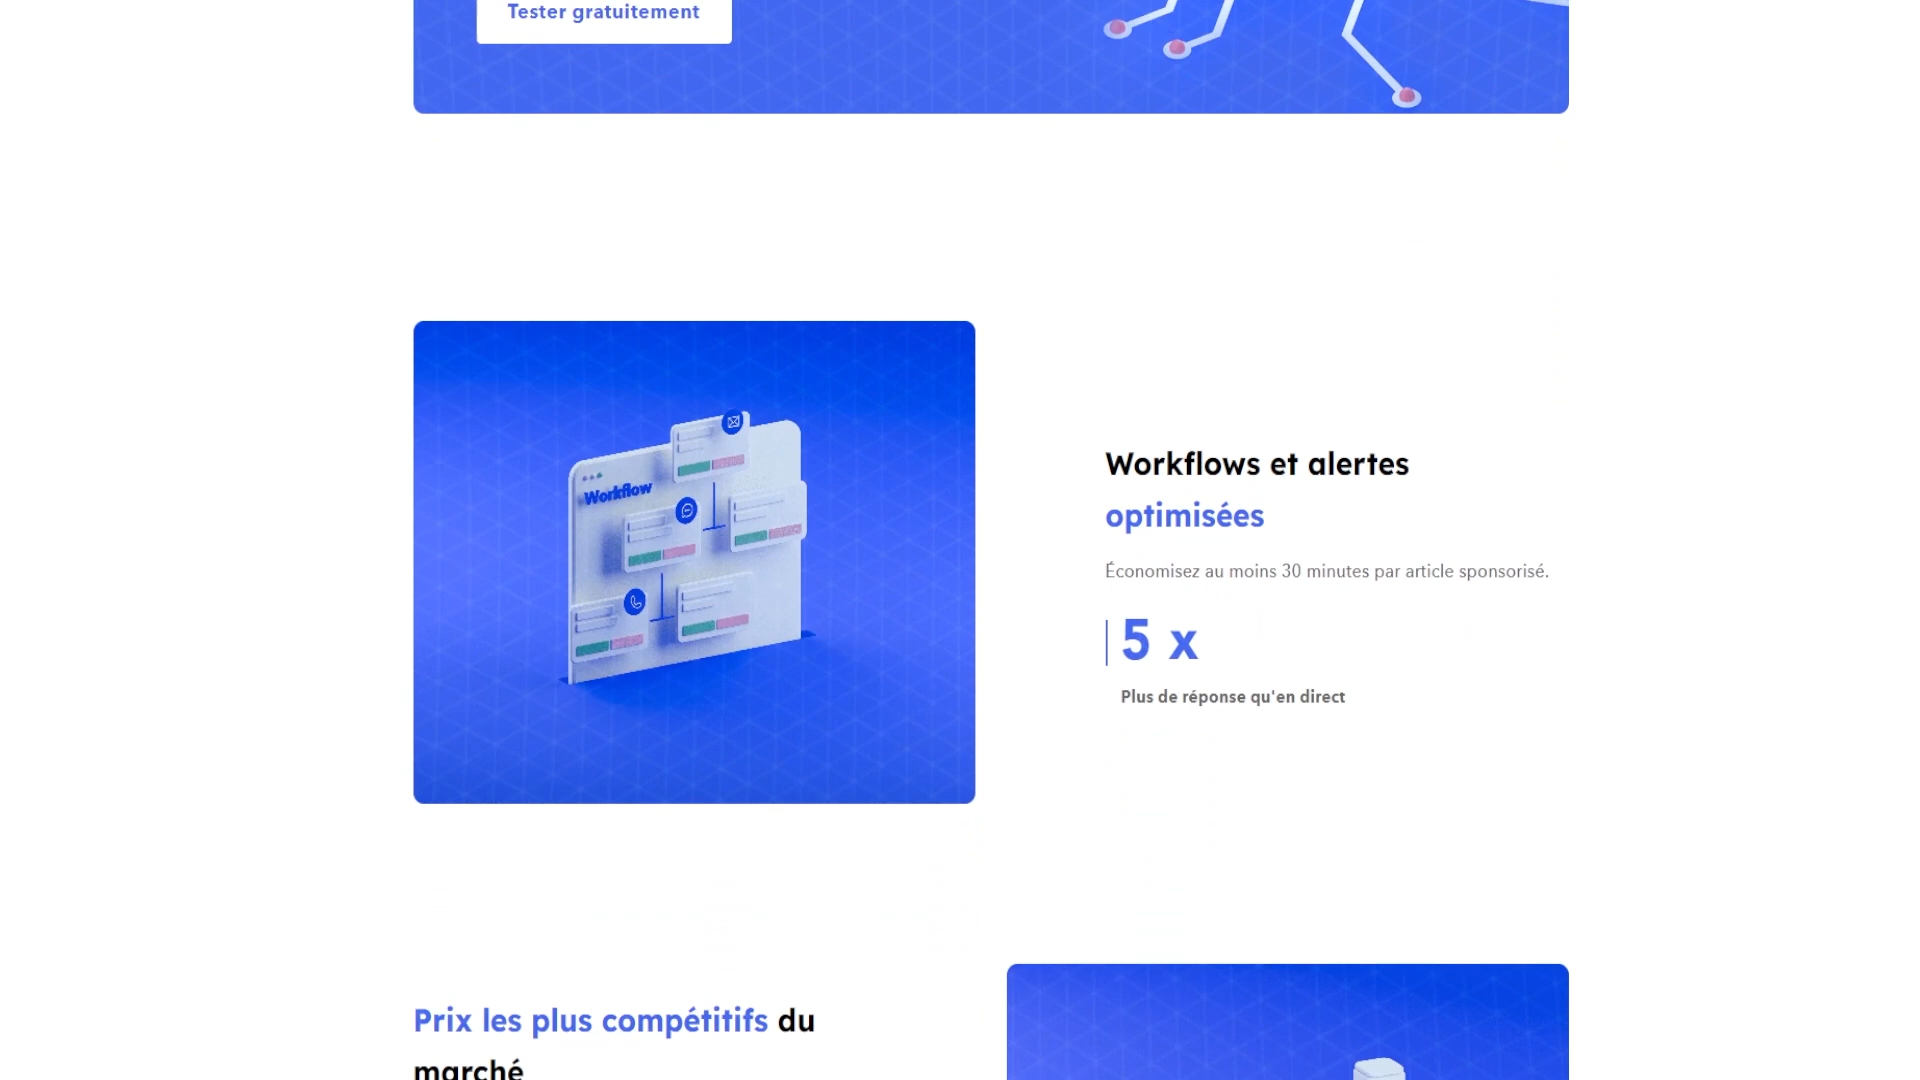 Tester gratuitement
Workflow
Workflows et alertes
optimisées
Économisez au moins 30 minutes par article sponsorisé.
5 x
Plus de réponse qu'en direct
Prix les plus compétitifs du
marché